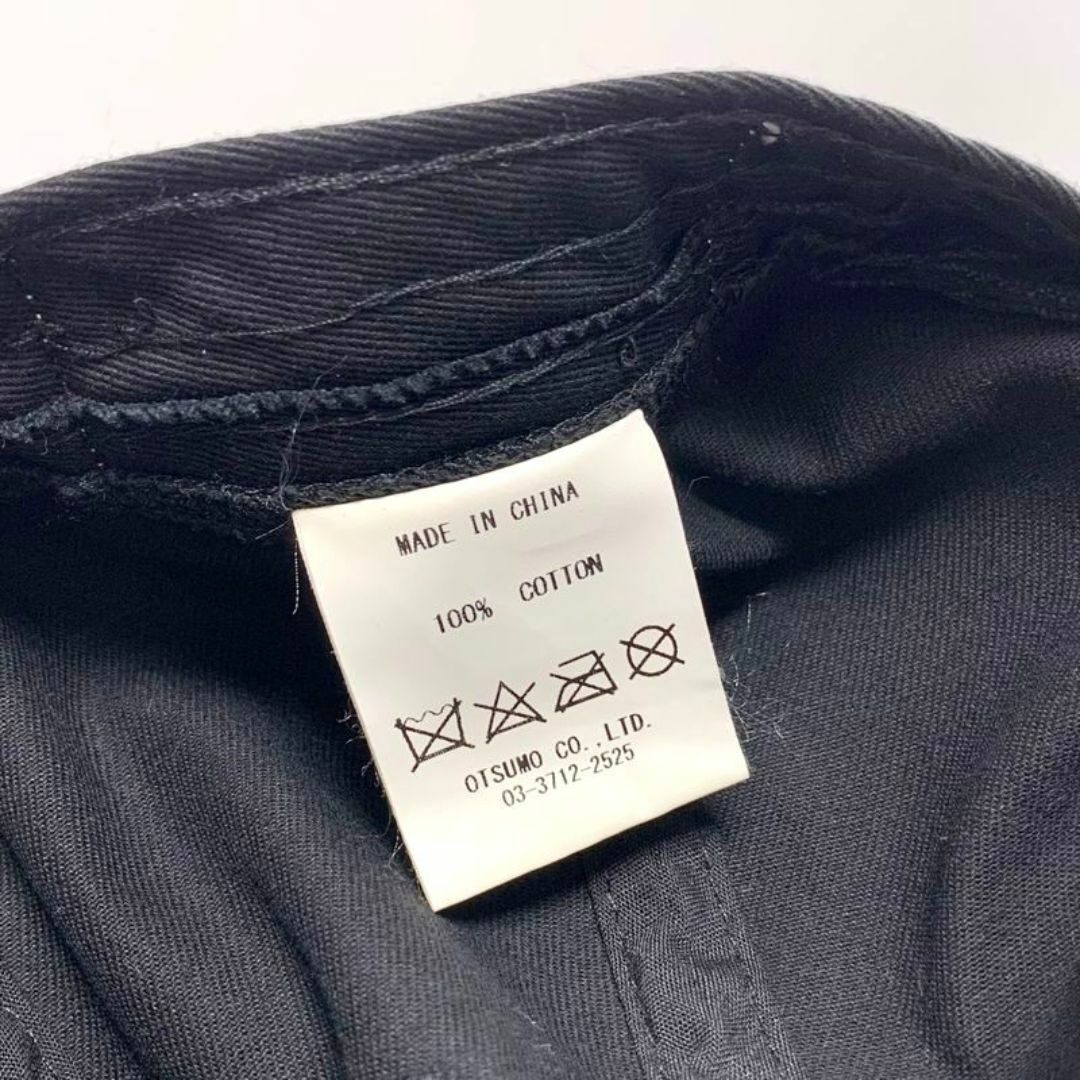 MADE IN CHINA
100% COTTON
OTSUMO CO.,LTD.
03-3712-2525